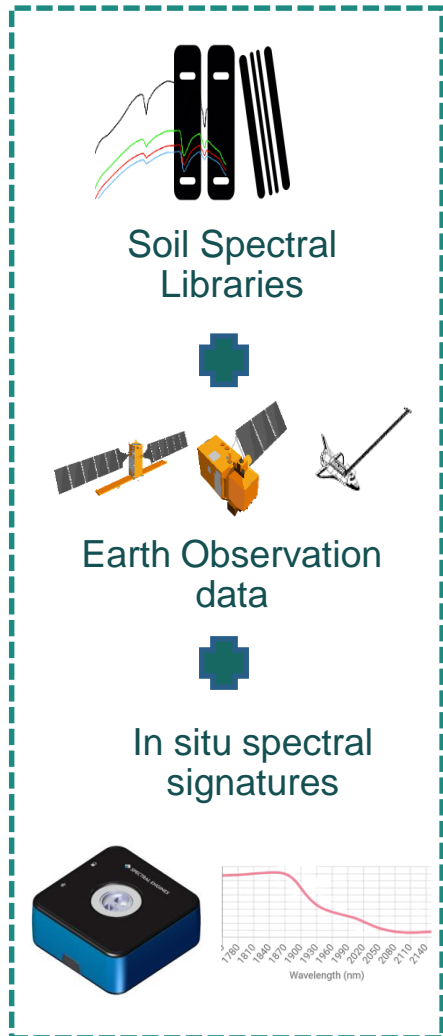 Soil Spectral
Libraries
Earth Observation
data
In situ spectral
signatures
SPECTRAL ENGINES
1780 1810 1840 1870 1900 1930 1960 1990 2020 2050 2080 2110 2140
Wavelength (nm)